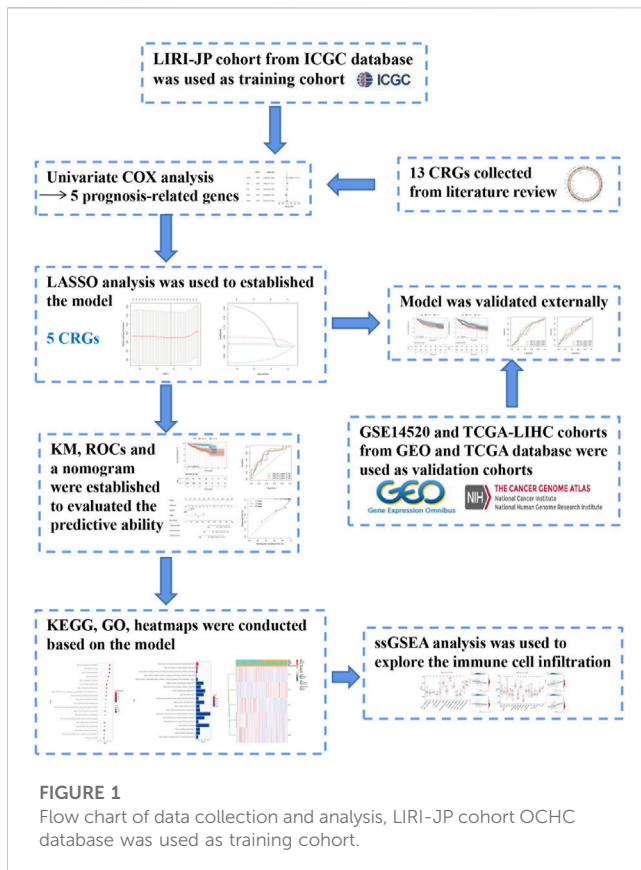 LIRI-JP cohort from ICGC database
was used as training cohort
ICGC
Univariate COX analysis
→ 5 prognosis-related genes
13 CRGs collected
from literature review
LASSO analysis was used to established
the model
5 CRGs
Model was validated externally
KM, ROCs and
a nomogram
were established
to evaluated the
predictive ability
GSE14520 and TCGA-LIHC cohorts
from GEO and TCGA database were
used as validation cohorts
GEO
Gene Expression Omnibus
NIH
THE CANCER GENOME ATLAS
National Cancer Institute
National Human Genome Research Institute
KEGG, GO, heatmaps were conducted
based on the model
ssGSEA analysis was used to
explore the immune cell infiltration
FIGURE 1
Flow chart of data collection and analysis, LIRI-JP cohort OCHC
database was used as training cohort.